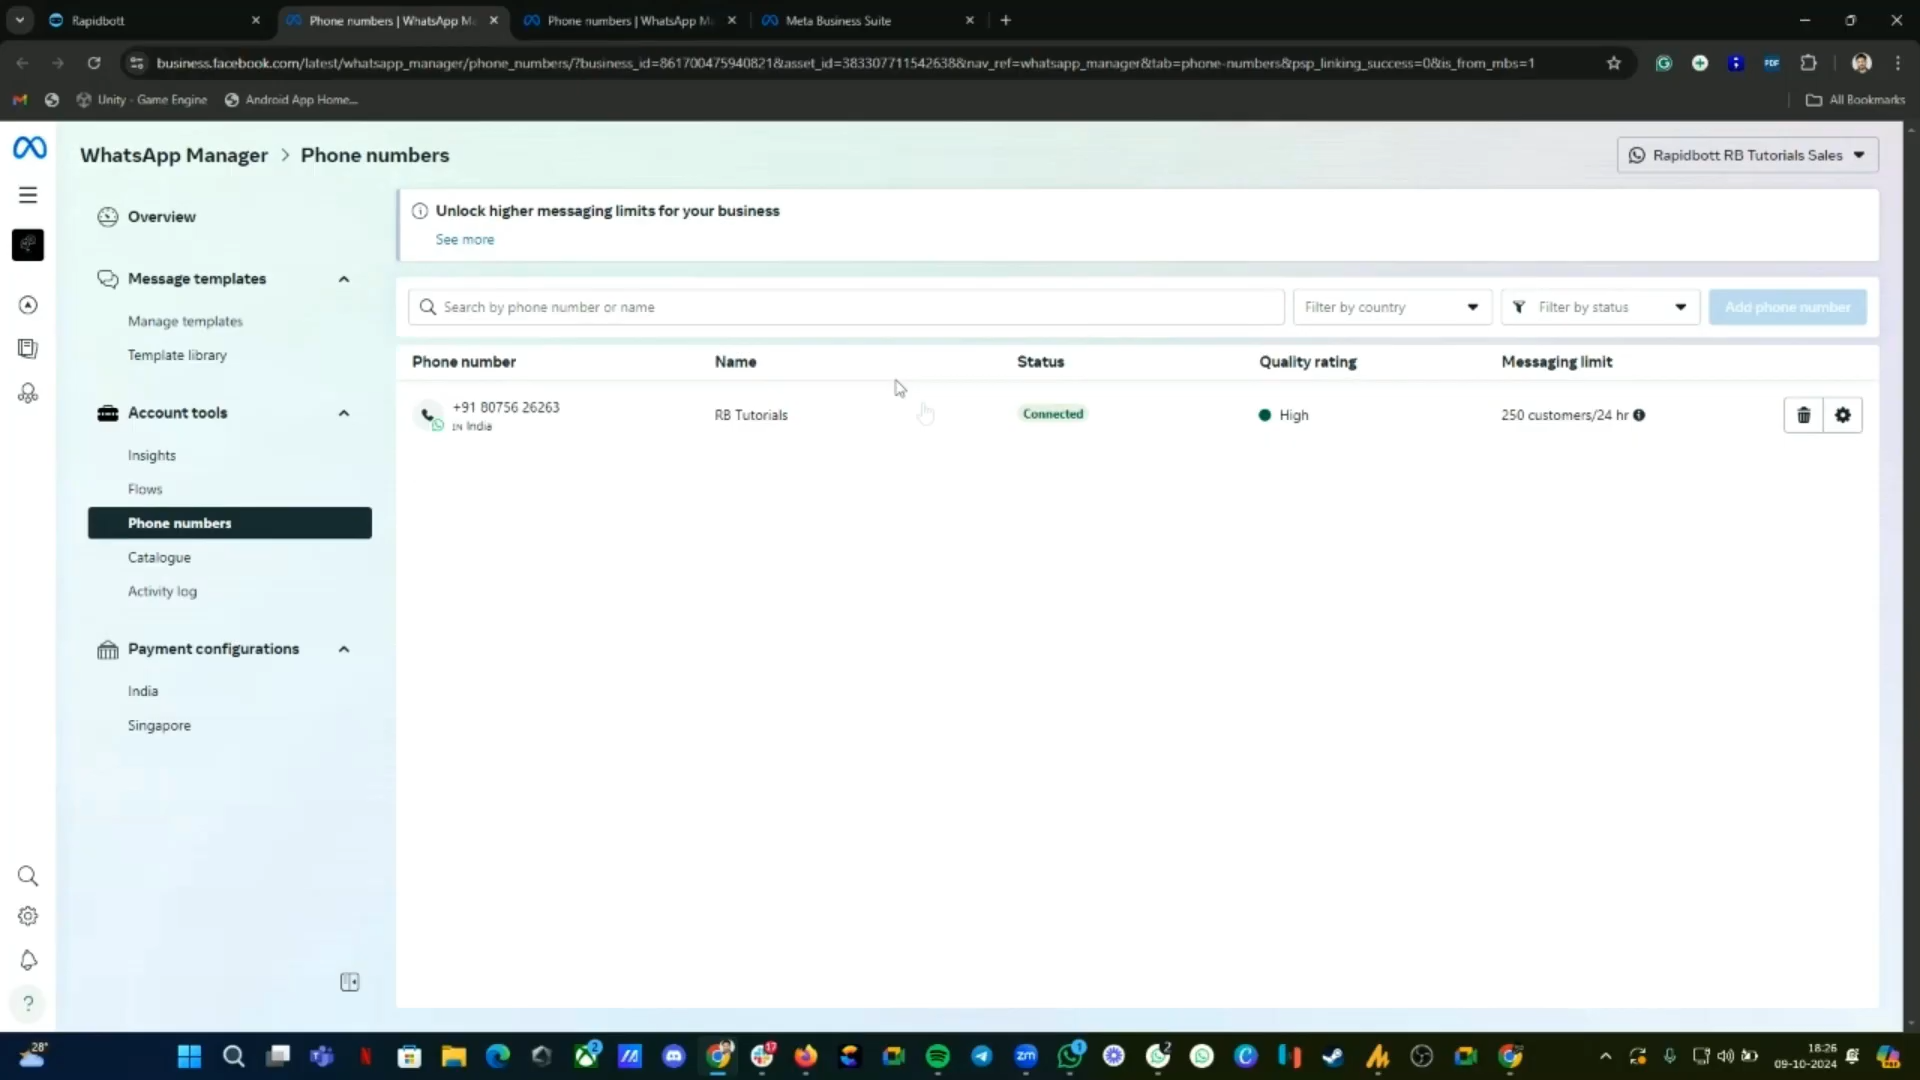 Rapidbott
Phone numbers | WhatsApp M
Phone numbers | WhatsApp M
Meta Business Suite
business.facebook.com/latest/whatsapp_manager/phone_numbers/?business_id=861700475940821&asset_id=383307711542638&nav_ref=whatsapp_manager&tab=phone-numbers&psp_linking_success=0&is_from_mbs=1
PDF
Unity - Game Engine
Android App Home...
All Bookmarks
WhatsApp Manager > Phone numbers
Rapidbott RB Tutorials Sales
Overview
Message templates
Manage templates
Template library
Account tools
Insights
Flows
Phone numbers
Catalogue
Activity log
Payment configurations
India
Singapore
Unlock higher messaging limits for your business
See more
Search by phone number or name
Filter by country
Filter by status
Add phone number
Phone number Name Status Quality rating Messaging limit
+91 80756 26263
IN India
RB Tutorials
Connected
High
250 customers/24 hr
?
28°
2
17
zm
1
2
18:26
09-10-2024